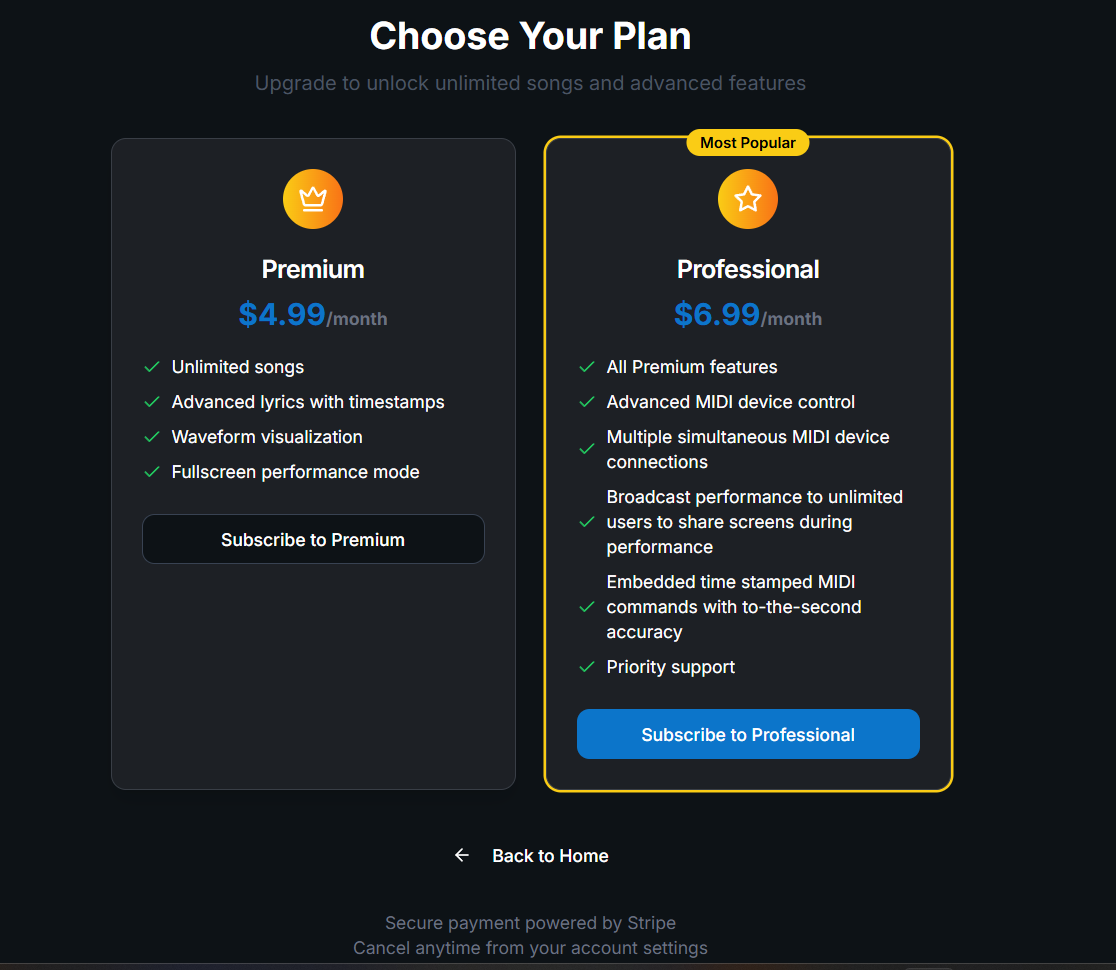 Choose Your Plan
Upgrade to unlock unlimited songs and advanced features
Premium
$4.99/month
Unlimited songs
Advanced lyrics with timestamps
Waveform visualization
Fullscreen performance mode
Subscribe to Premium
Most Popular
Professional
$6.99/month
All Premium features
Advanced MIDI device control
Multiple simultaneous MIDI device
connections
Broadcast performance to unlimited
users to share screens during
performance
Embedded time stamped MIDI
commands with to-the-second
accuracy
Priority support
Subscribe to Professional
Back to Home
Secure payment powered by Stripe
Cancel anytime from your account settings